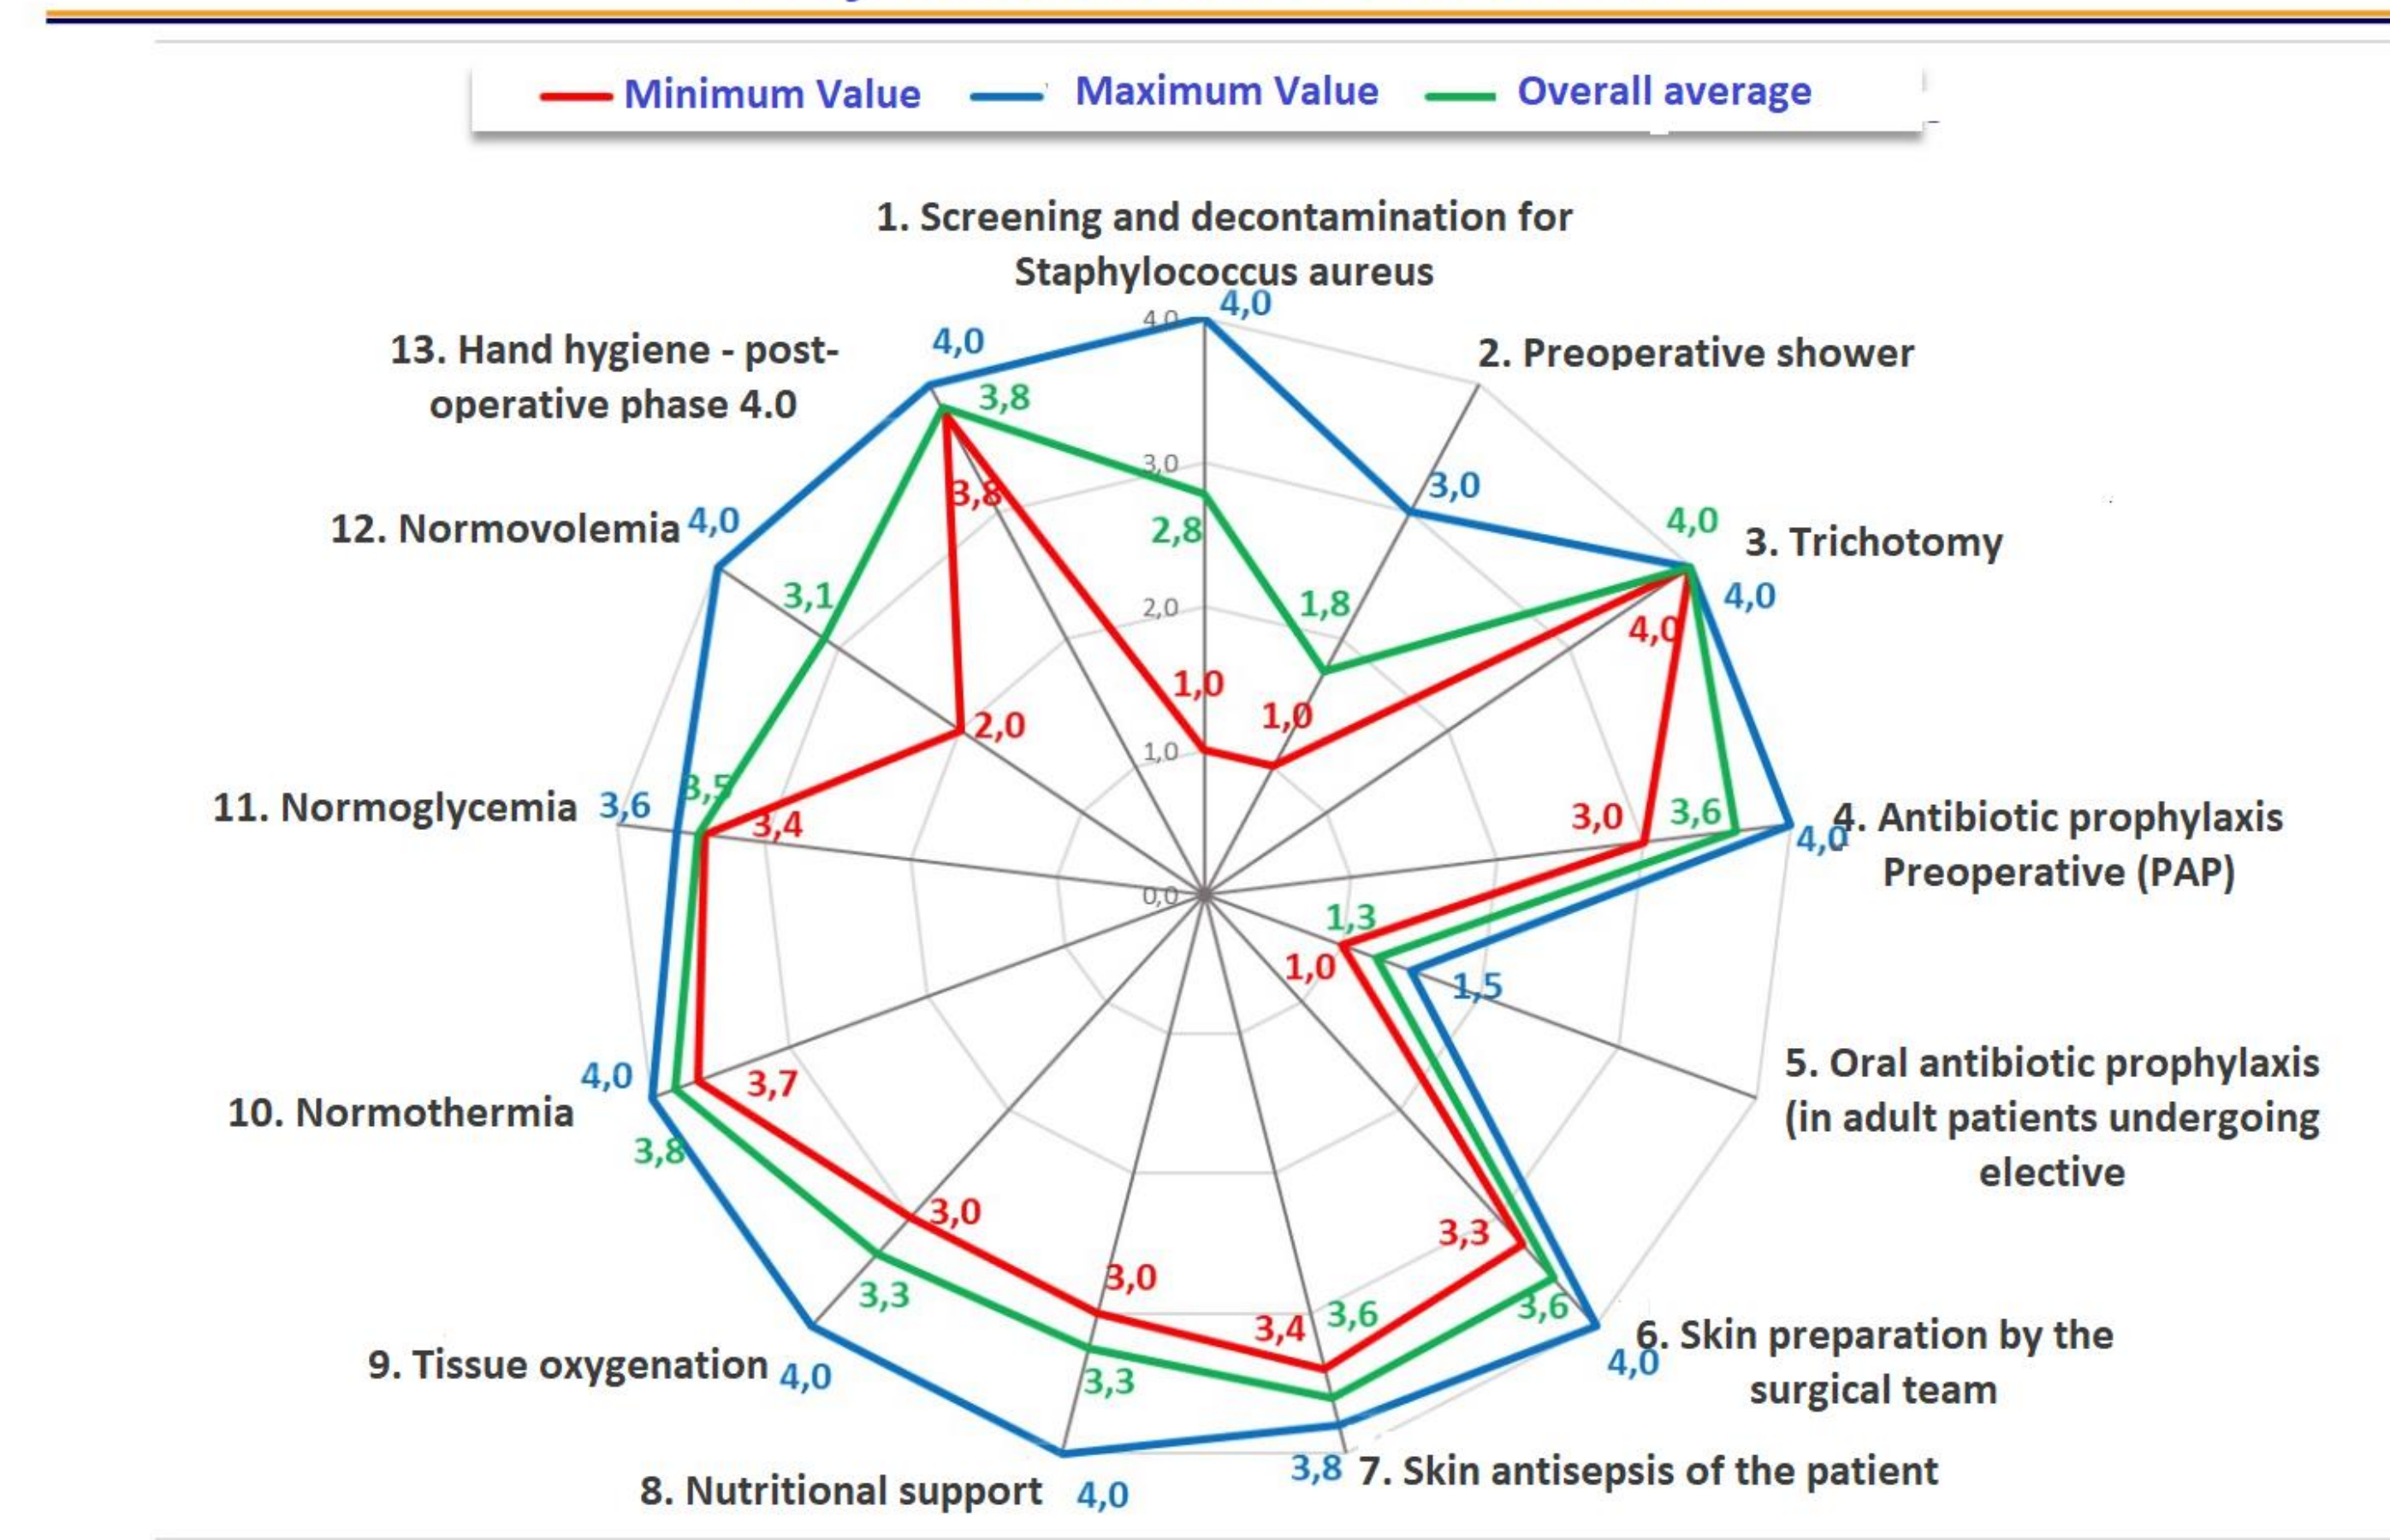 Minimum Value
Maximum Value
Overall average
1. Screening and decontamination for
Staphylococcus aureus
4,0
4,0
13. Hand hygiene - post-
operative phase 4.0
4,0
2. Preoperative shower
3,8
3,0
3,8
3,0
2,8
12. Normovolemia
4,0
4,0
3. Trichotomy
4,0
4,0
3,1
2,0
1,8
1,0
1,0
2,0
1,0
11. Normoglycemia
3,6
3,5
3,4
3,0
3,6
4,0
4. Antibiotic prophylaxis
Preoperative (PAP)
0,0
1,3
1,0
1,5
5. Oral antibiotic prophylaxis
(in adult patients undergoing
elective
10. Normothermia
4,0
3,8
3,7
3,0
3,3
3,0
3,3
3,4
3,6
3,3
3,6
6. Skin preparation by the
surgical team
4,0
9. Tissue oxygenation
4,0
8. Nutritional support
4,0
3,8
7. Skin antisepsis of the patient